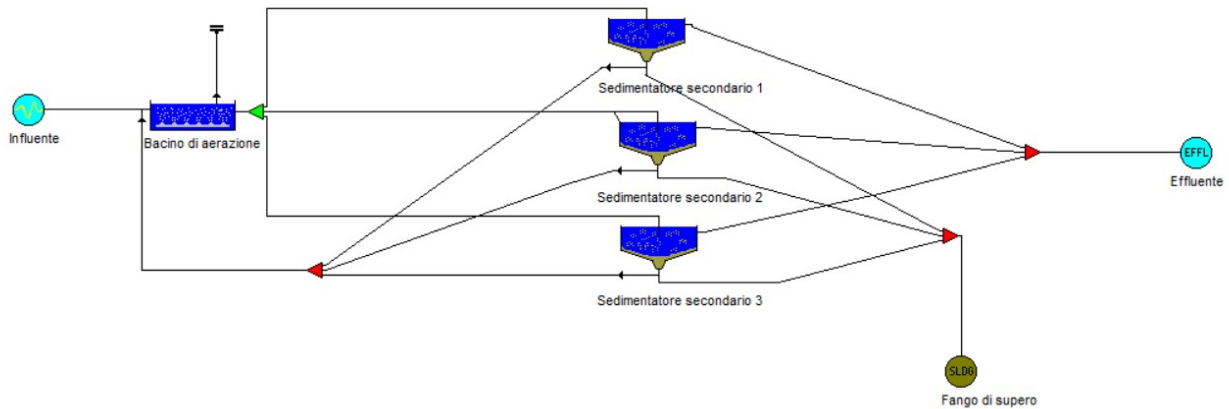 Sedimentatore secondario 1
Influente
Bacino di aerazione
EFFL
Effluente
Sedimentatore secondario 2
Sedimentatore secondario 3
SLDG
Fango di supero